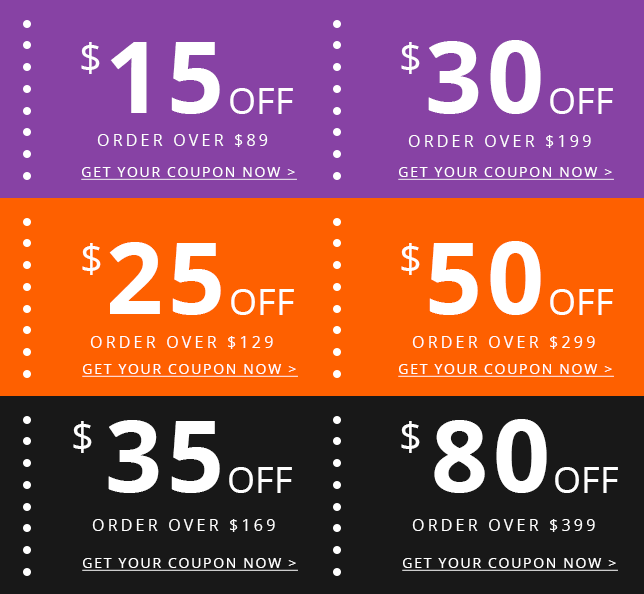 $15 OFF
ORDER OVER $89
GET YOUR COUPON NOW >
$30 OFF
ORDER OVER $199
GET YOUR COUPON NOW >
$25 OFF
ORDER OVER $129
GET YOUR COUPON NOW >
$50 OFF
ORDER OVER $299
GET YOUR COUPON NOW >
$35 OFF
ORDER OVER $169
GET YOUR COUPON NOW >
$80 OFF
ORDER OVER $399
GET YOUR COUPON NOW >